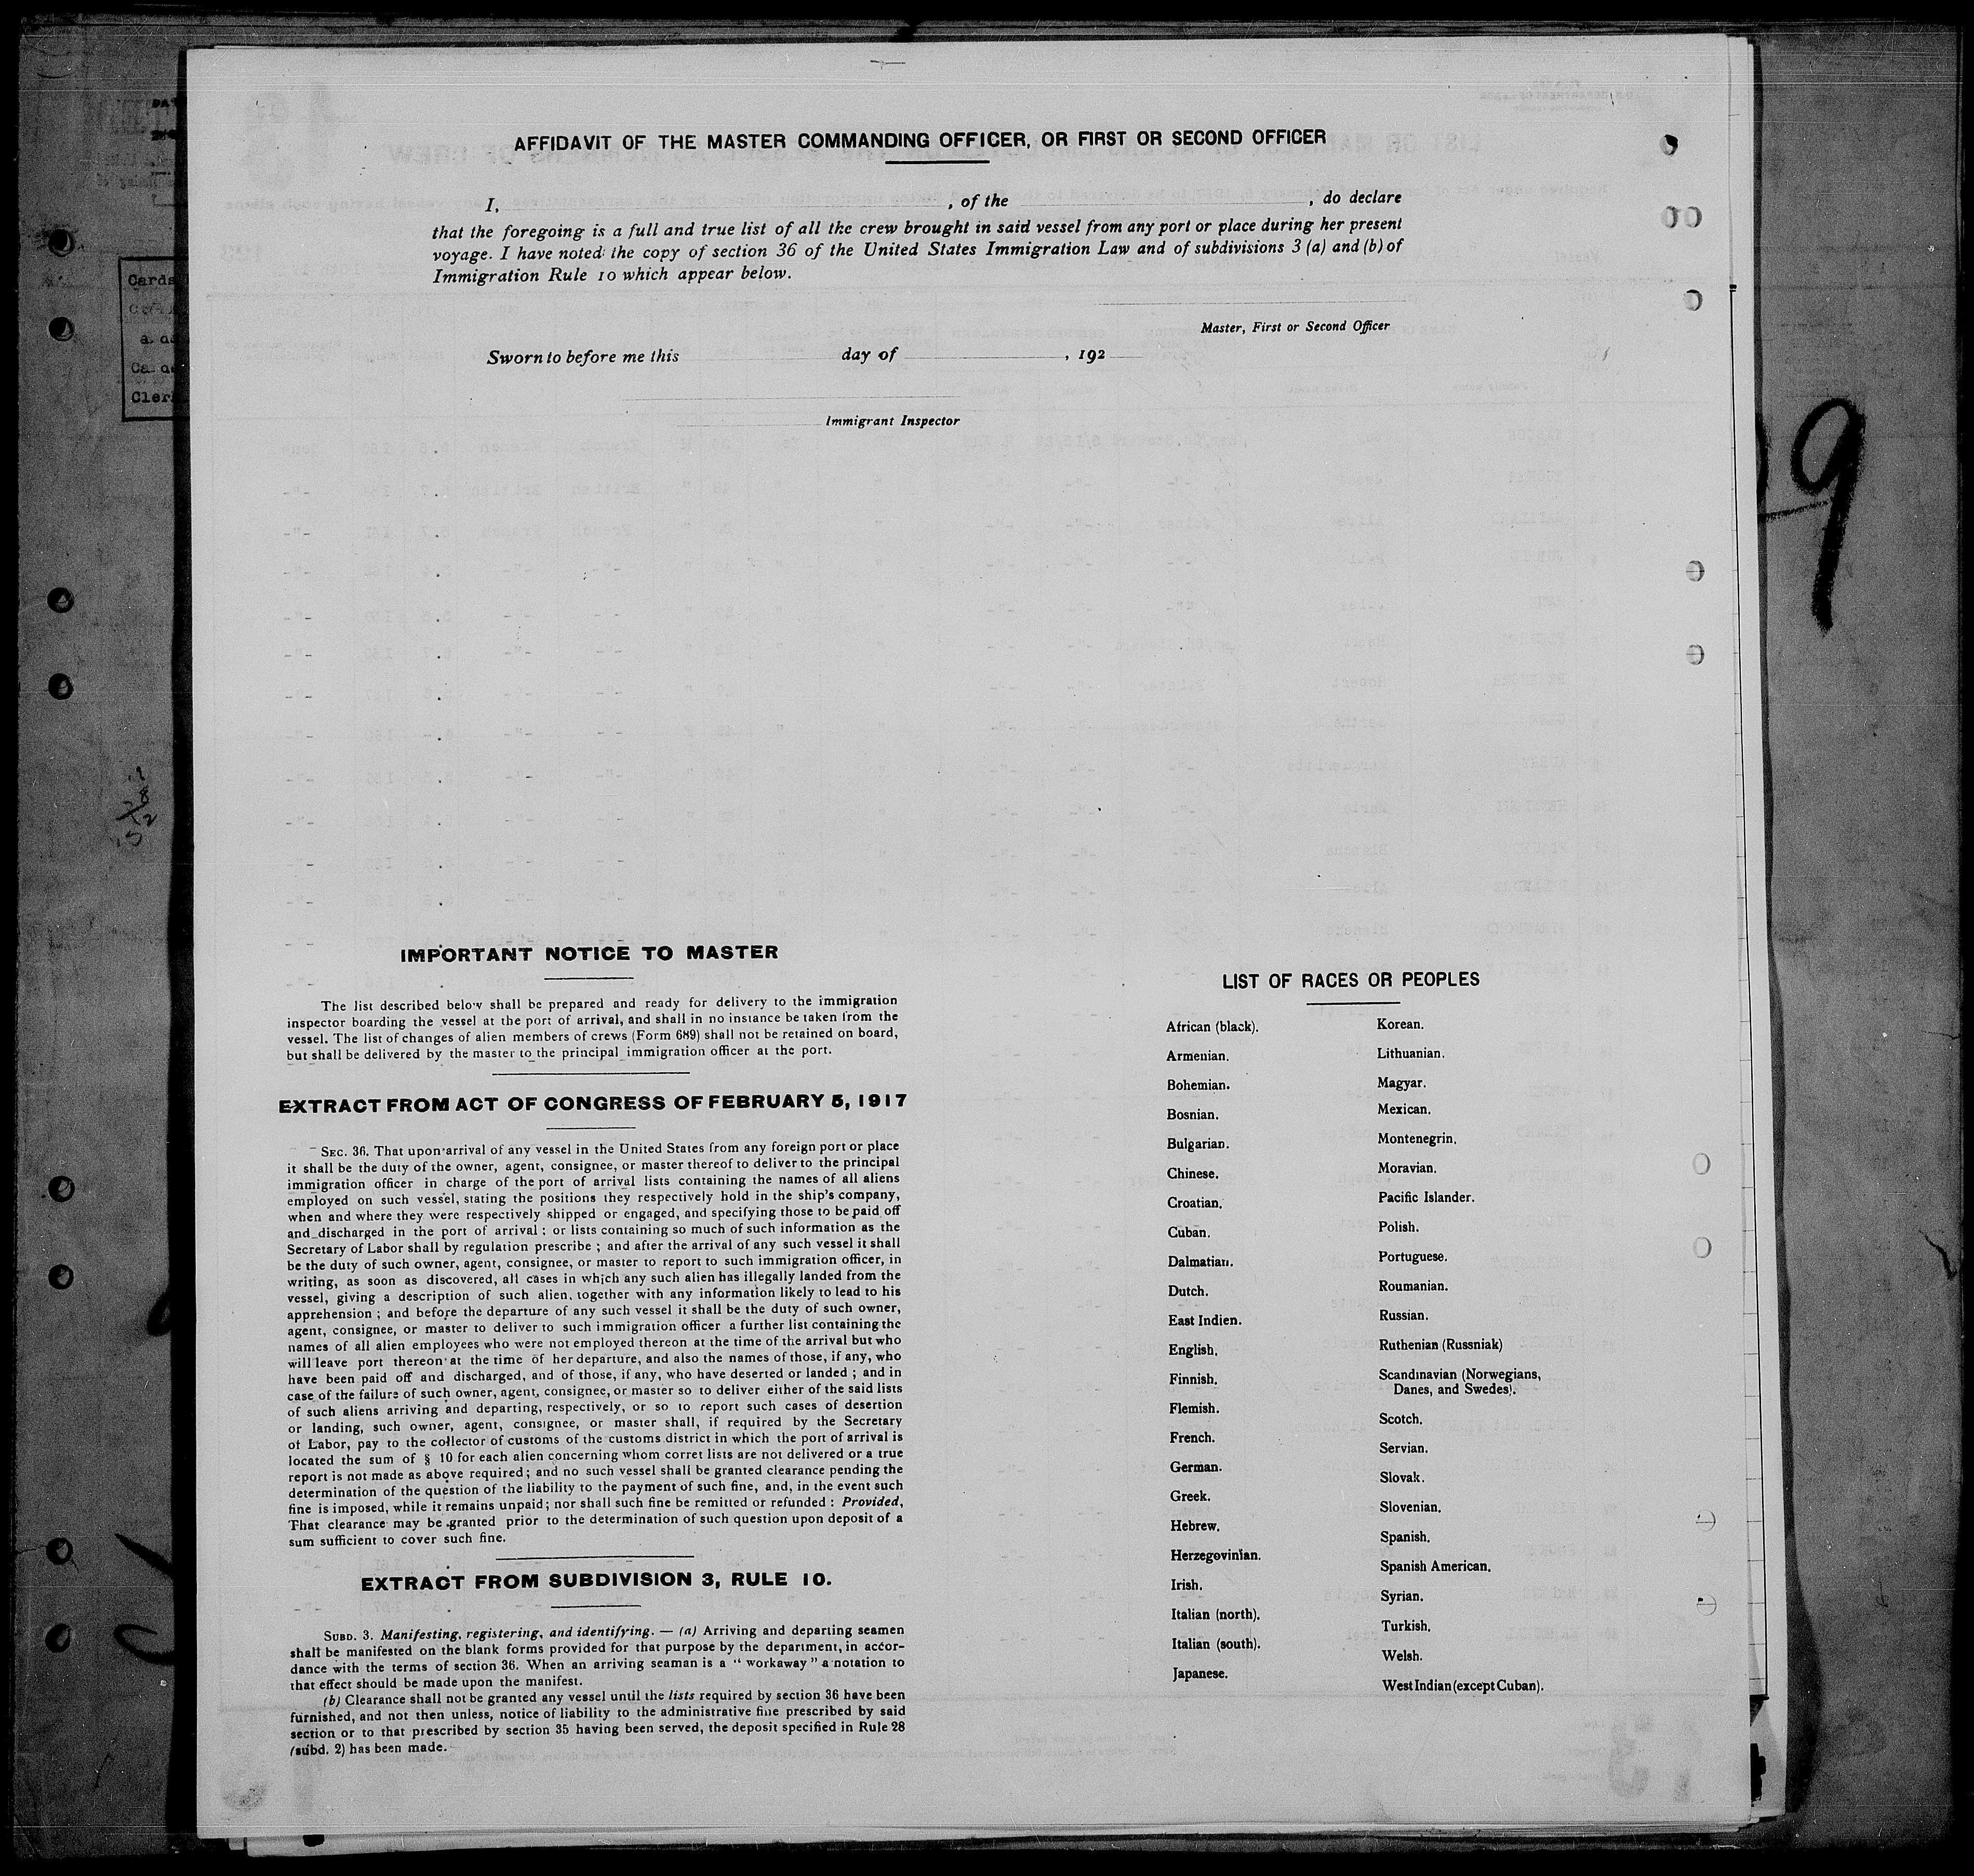 AFFIDAVIT OF THE MASTER COMMANDING OFFICER, OR FIRST OR SECOND OFFICER
I, , of the , do declare
that the foregoing is a full and true list of all the crew brought in said vessel from any port or place during her present
voyage. I have noted the copy of section 36 of the United States Immigration Law and of subdivisions 3 (a) and (b) of
Immigration Rule 10 which appear below.
Master, First or Second Officer
Sworn to before me this day of , 192
Immigrant Inspector
IMPORTANT NOTICE TO MASTER
The list described below shall be prepared and ready for delivery to the immigration
inspector boarding the vessel at the port of arrival, and shall in no instance be taken from the
vessel. The list of changes of alien members of crews (Form 689) shall not be retained on board,
but shall be delivered by the master to the principal immigration officer at the port.
EXTRACT FROM ACT OF CONGRESS OF FEBRUARY 5, 1917
SEC. 36. That upon arrival of any vessel in the United States from any foreign port or place
it shall be the duty of the owner, agent, consignee, or master thereof to deliver to the principal
immigration officer in charge of the port of arrival lists containing the names of all aliens
employed on such vessel, stating the positions they respectively hold in the ship's company,
when and where they were respectively shipped or engaged, and specifying those to be paid off
and discharged in the port of arrival ; or lists containing so much of such information as the
Secretary of Labor shall by regulation prescribe ; and after the arrival of any such vessel it shall
be the duty of such owner, agent, consignee, or master to report to such immigration officer, in
writing, as soon as discovered, all cases in which any such alien has illegally landed from the
vessel, giving a description of such alien, together with any information likely to lead to his
apprehension ; and before the departure of any such vessel it shall be the duty of such owner,
agent, consignee, or master to deliver to such immigration officer a further list containing the
names of all alien employees who were not employed thereon at the time of the arrival but who
will leave port thereon at the time of her departure, and also the names of those, if any, who
have been paid off and discharged, and of those, if any, who have deserted or landed ; and in
case of the failure of such owner, agent, consignee, or master so to deliver either of the said lists
of such aliens arriving and departing, respectively, or so to report such cases of desertion
or landing, such owner, agent, consignee, or master shall, if required by the Secretary
of Labor, pay to the collector of customs of the customs district in which the port of arrival is
located the sum of § 10 for each alien concerning whom corret lists are not delivered or a true
report is not made as above required ; and no such vessel shall be granted clearance pending the
determination of the question of the liability to the payment of such fine, and, in the event such
fine is imposed, while it remains unpaid ; nor shall such fine be remitted or refunded : Provided,
That clearance may be granted prior to the determination of such question upon deposit of a
sum sufficient to cover such fine.
EXTRACT FROM SUBDIVISION 3, RULE 10.
SUBD. 3. Manifesting, registering, and identifying. — (a) Arriving and departing seamen
shall be manifested on the blank forms provided for that purpose by the department, in accor-
dance with the terms of section 36. When an arriving seaman is a " workaway " a notation to
that effect should be made upon the manifest.
(b) Clearance shall not be granted any vessel until the lists required by section 36 have been
furnished, and not then unless, notice of liability to the administrative fine prescribed by said
section or to that prescribed by section 35 having been served, the deposit specified in Rule 28
(subd. 2) has been made.
LIST OF RACES OR PEOPLES
African (black).
Armenian.
Bohemian.
Bosnian.
Bulgarian.
Chinese.
Croatian.
Cuban.
Dalmatian.
Dutch.
East Indien.
English.
Finnish.
Flemish.
French.
German.
Greek.
Hebrew.
Herzegovinian.
Irish.
Italian (north).
Italian (south).
Japanese.
Korean.
Lithuanian.
Magyar.
Mexican.
Montenegrin.
Moravian.
Pacific Islander.
Polish.
Portuguese.
Roumanian.
Russian.
Ruthenian (Russniak)
Scandinavian (Norwegians,
Danes, and Swedes).
Scotch.
Servian.
Slovak.
Slovenian.
Spanish.
Spanish American.
Syrian.
Turkish.
Welsh.
West Indian (except Cuban).
Cards
9